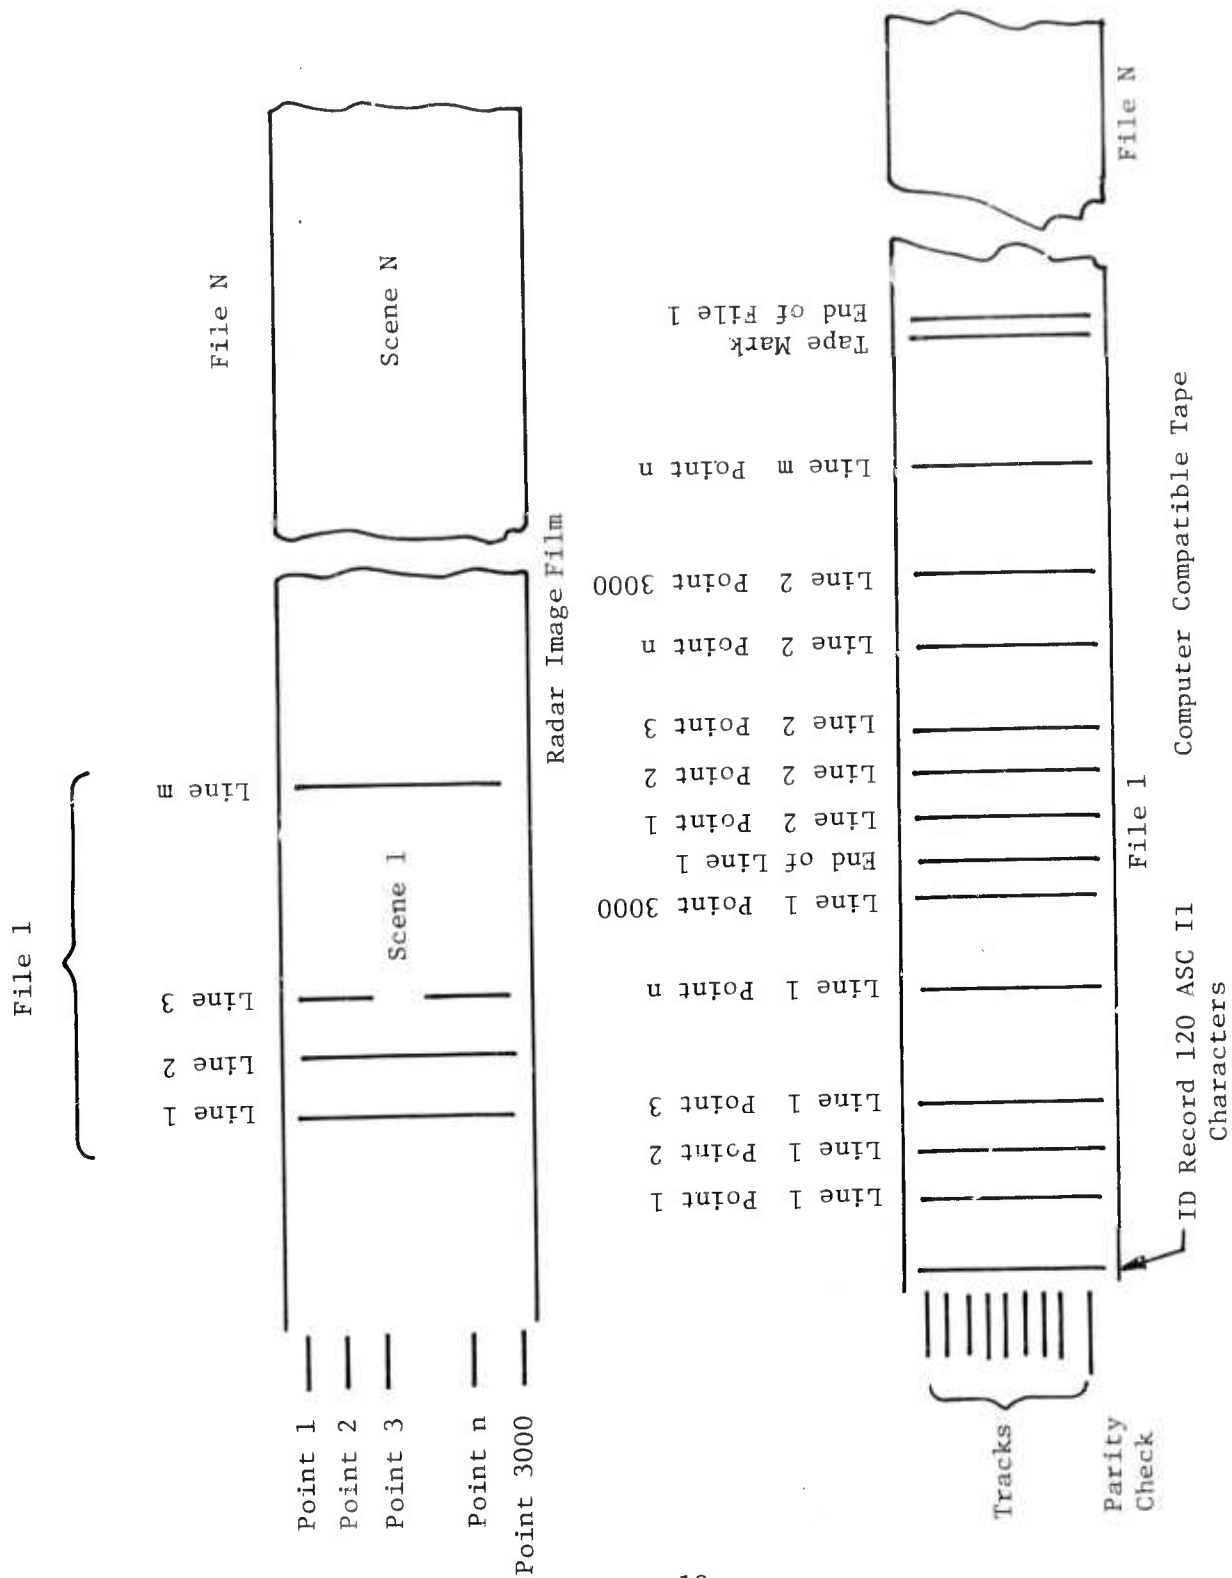 File 1
File N
Line 1
Line 2
Line 3
Line m
Scene 1
Scene N
Point 1
Point 2
Point 3
Point n
Point 3000
Radar Image Film
Line 1 Point 1
Line 1 Point 2
Line 1 Point 3
Line 1 Point n
Line 1 Point 3000
End of Line 1
Line 2 Point 1
Line 2 Point 2
Line 2 Point 3
Line 2 Point n
Line 2 Point 3000
Line m Point n
Tape Mark
End of File 1
Tracks
Parity
Check
File 1
File N
ID Record 120 ASC II
Characters
Computer Compatible Tape